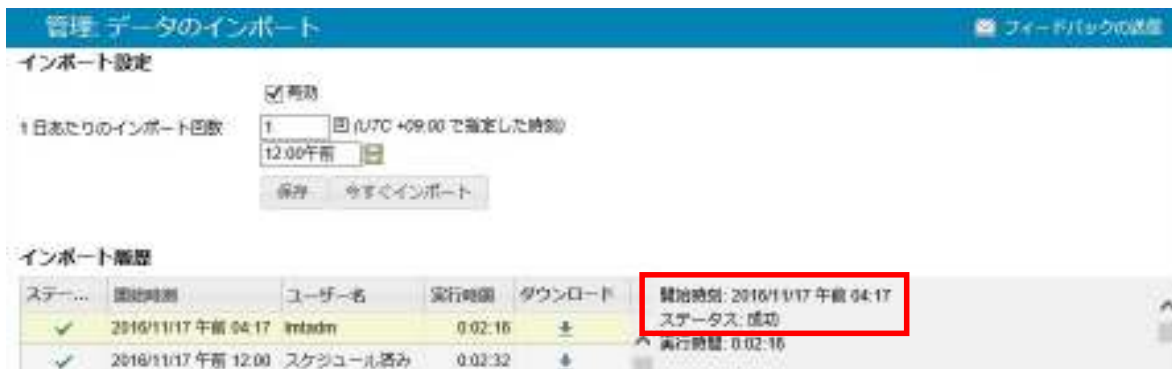 管理: データのインポート
フィードバックの送信
インポート設定
有効
1日あたりのインポート回数
1 回 (UTC +09:00 で指定した時刻)
12:00午前
保存 今すぐインポート
インポート履歴
ステー... 開始時刻 ユーザー名 実行時間 ダウンロード
2016/11/17 午前 04:17 lmtadm 0:02:16
2016/11/17 午前 12:00 スケジュール済み 0:02:32
開始時刻: 2016/11/17 午前 04:17
ステータス: 成功
実行時間: 0:02:16